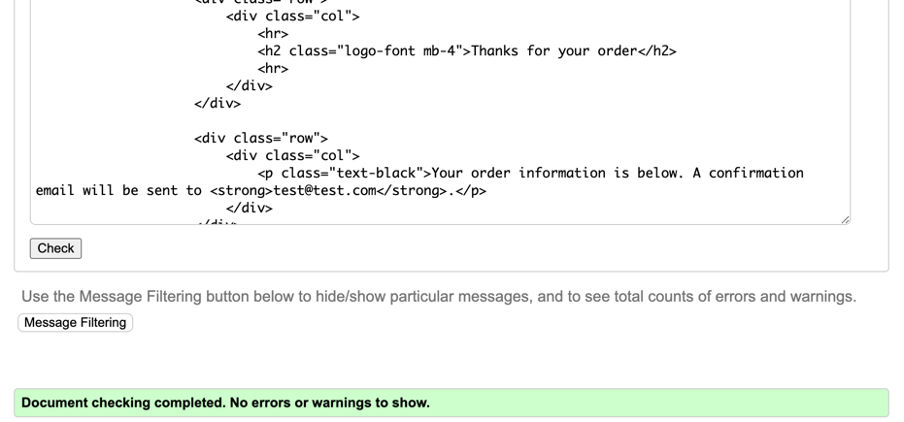 <div class="row">
<div class="col">
<hr>
<h2 class="logo-font mb-4">Thanks for your order</h2>
<hr>
</div>
</div>
<div class="row">
<div class="col">
<p class="text-black">Your order information is below. A confirmation
email will be sent to <strong>test@test.com</strong>.</p>
</div>
</div>
Check
Use the Message Filtering button below to hide/show particular messages, and to see total counts of errors and warnings.
Message Filtering
Document checking completed. No errors or warnings to show.